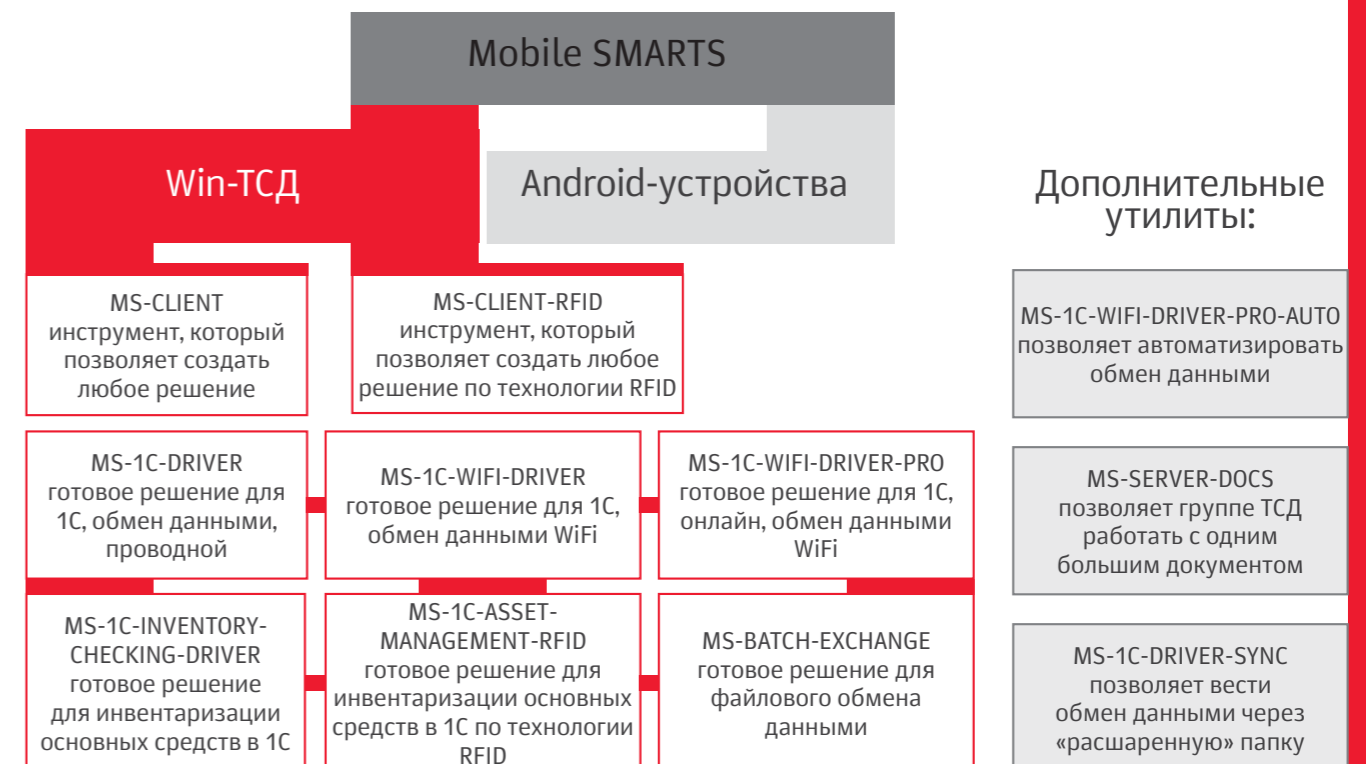 Mobile SMARTS
Win-ТСД
Android-устройства
Дополнительные
утилиты:
MS-CLIENT
инструмент, который
позволяет создать
любое решение
MS-CLIENT-RFID
инструмент, который
позволяет создать любое
решение по технологии RFID
MS-1C-WIFI-DRIVER-PRO-AUTO
позволяет автоматизировать
обмен данными
MS-1C-DRIVER
готовое решение для
1С, обмен данными,
проводной
MS-1C-WIFI-DRIVER
готовое решение для 1С,
обмен данными WiFi
MS-1C-WIFI-DRIVER-PRO
готовое решение для 1С,
онлайн, обмен данными
WiFi
MS-SERVER-DOCS
позволяет группе ТСД
работать с одним
большим документом
MS-1C-INVENTORY-
CHECKING-DRIVER
готовое решение
для инвентаризации
основных средств в 1С
MS-1C-ASSET-
MANAGEMENT-RFID
готовое решение для
инвентаризации основных
средств в 1С по технологии
RFID
MS-BATCH-EXCHANGE
готовое решение для
файлового обмена
данными
MS-1C-DRIVER-SYNC
позволяет вести
обмен данными через
«расшаренную» папку